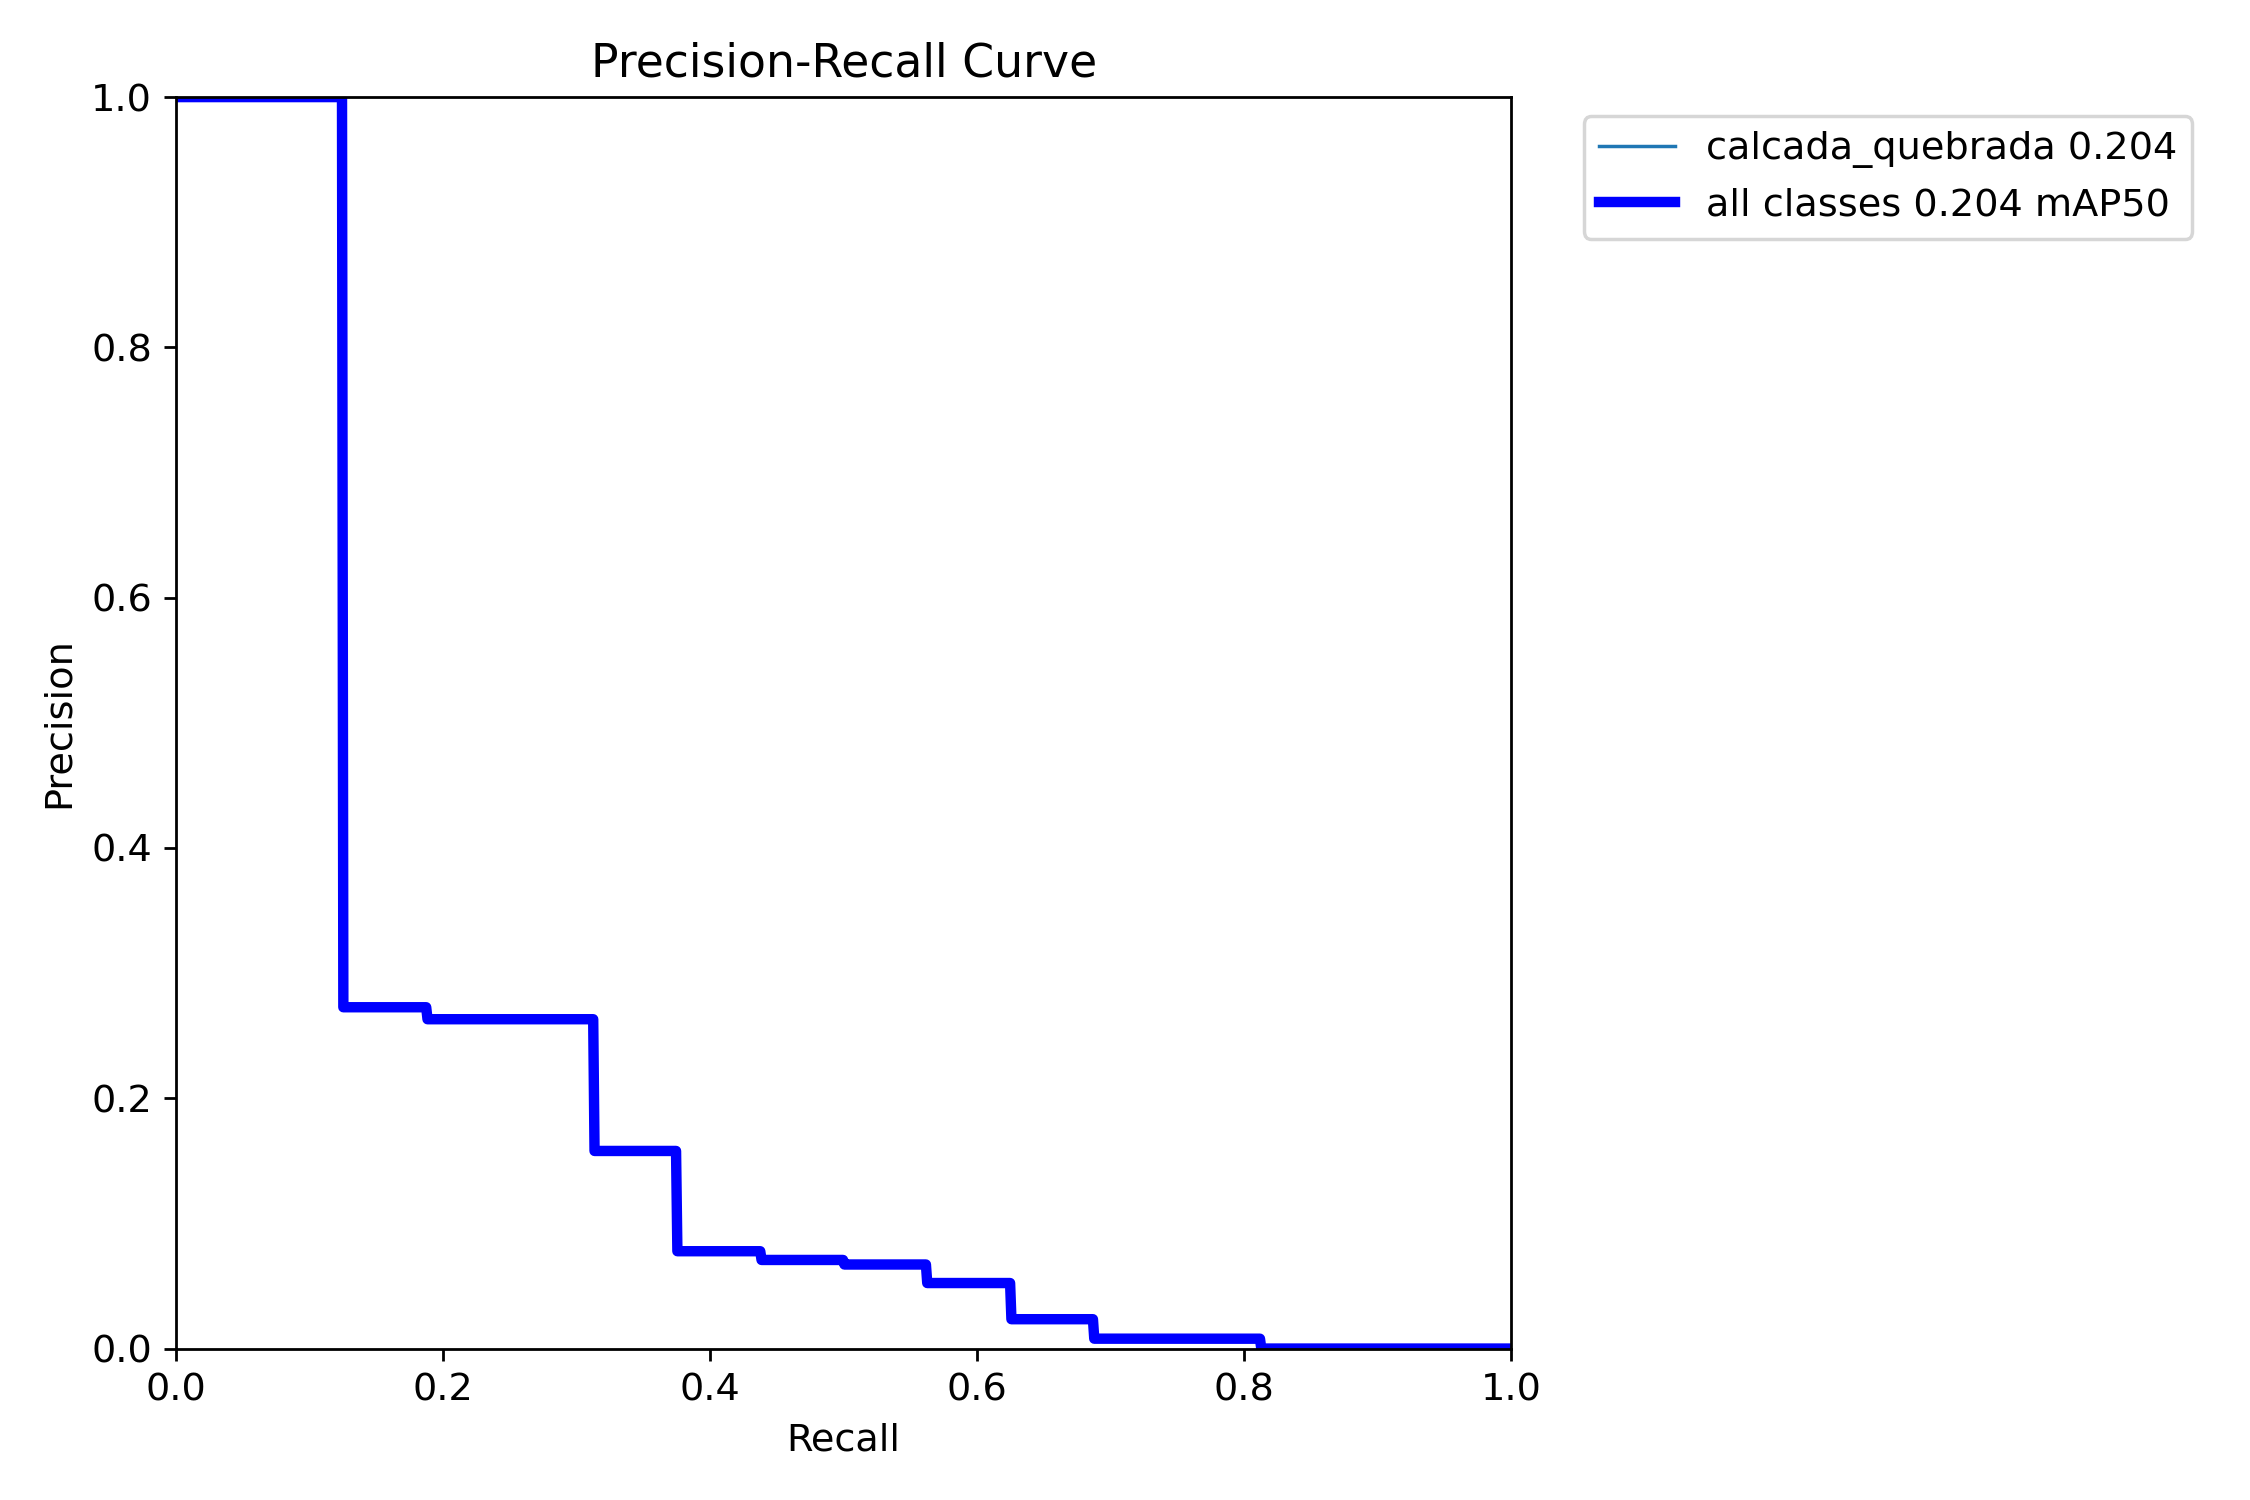 Precision-Recall Curve
1.0
0.8
0.6
0.4
0.2
0.0
Precision
0.0 0.2 0.4 0.6 0.8 1.0
Recall
calcada_quebrada 0.204
all classes 0.204 mAP50